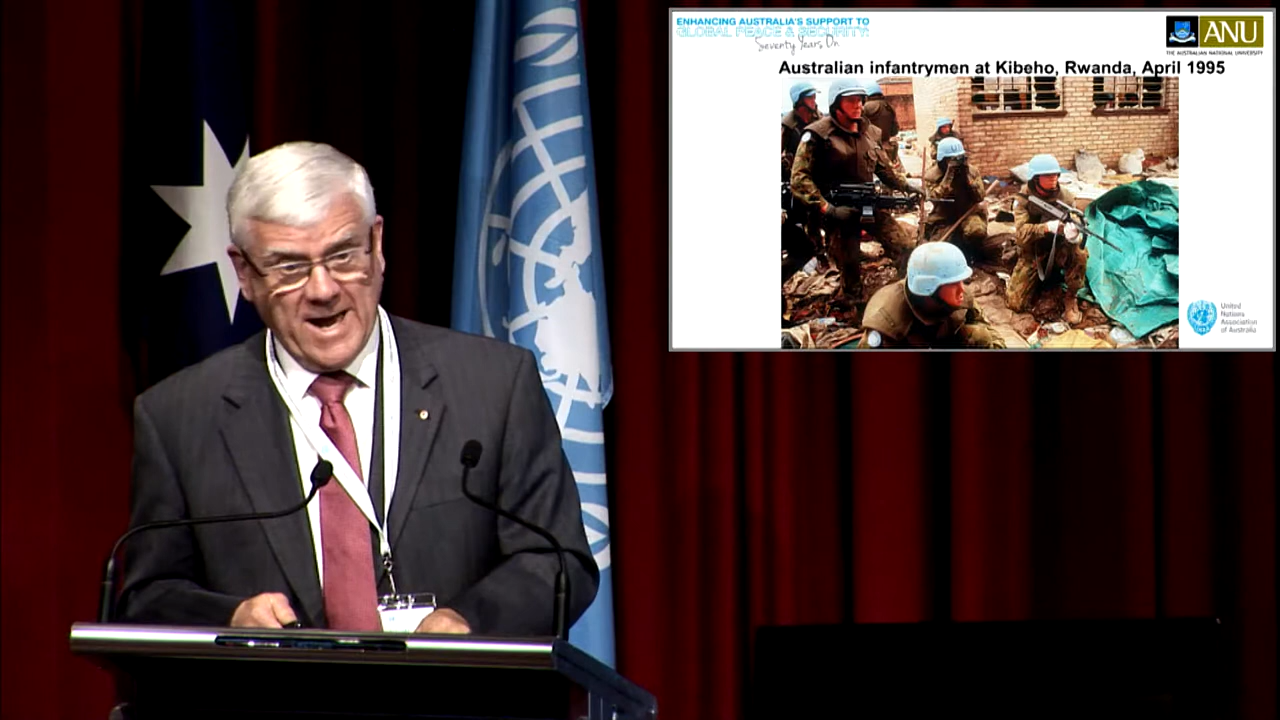 ENHANCING AUSTRALIA'S SUPPORT TO
GLOBAL PEACE & SECURITY:
Seventy Years On
ANU
THE AUSTRALIAN NATIONAL UNIVERSITY
Australian infantrymen at Kibeho, Rwanda, April 1995
United
Nations
Association
of Australia